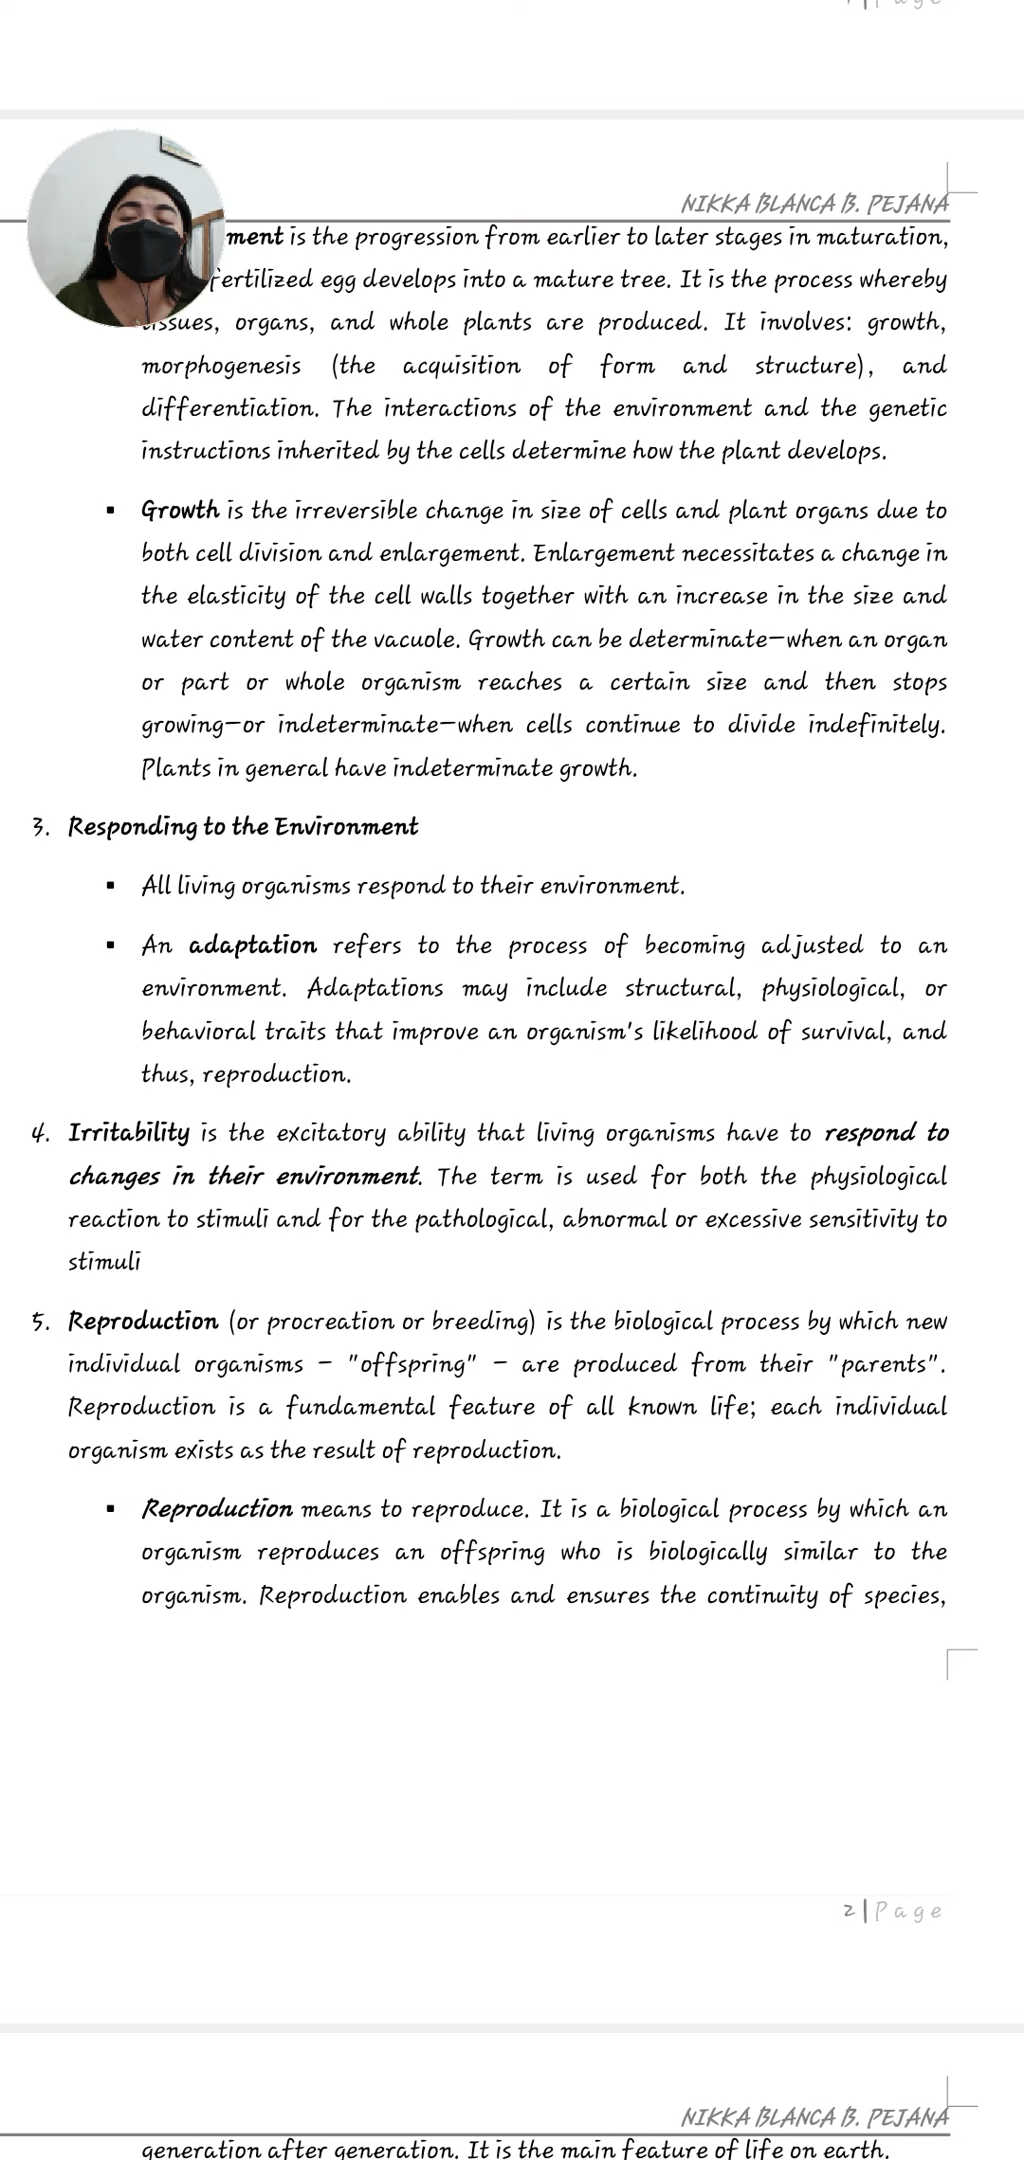 NIKKA BLANCA B. PEJANA
ment is the progression from earlier to later stages in maturation,
fertilized egg develops into a mature tree. It is the process whereby
tissues, organs, and whole plants are produced. It involves: growth,
morphogenesis (the acquisition of form and structure), and
differentiation. The interactions of the environment and the genetic
instructions inherited by the cells determine how the plant develops.
▪ Growth is the irreversible change in size of cells and plant organs due to
both cell division and enlargement. Enlargement necessitates a change in
the elasticity of the cell walls together with an increase in the size and
water content of the vacuole. Growth can be determinate—when an organ
or part or whole organism reaches a certain size and then stops
growing—or indeterminate—when cells continue to divide indefinitely.
Plants in general have indeterminate growth.
3. Responding to the Environment
▪ All living organisms respond to their environment.
▪ An adaptation refers to the process of becoming adjusted to an
environment. Adaptations may include structural, physiological, or
behavioral traits that improve an organism's likelihood of survival, and
thus, reproduction.
4. Irritability is the excitatory ability that living organisms have to respond to
changes in their environment. The term is used for both the physiological
reaction to stimuli and for the pathological, abnormal or excessive sensitivity to
stimuli
5. Reproduction (or procreation or breeding) is the biological process by which new
individual organisms – "offspring" – are produced from their "parents".
Reproduction is a fundamental feature of all known life; each individual
organism exists as the result of reproduction.
▪ Reproduction means to reproduce. It is a biological process by which an
organism reproduces an offspring who is biologically similar to the
organism. Reproduction enables and ensures the continuity of species,
2 | Page
NIKKA BLANCA B. PEJANA
generation after generation. It is the main feature of life on earth.